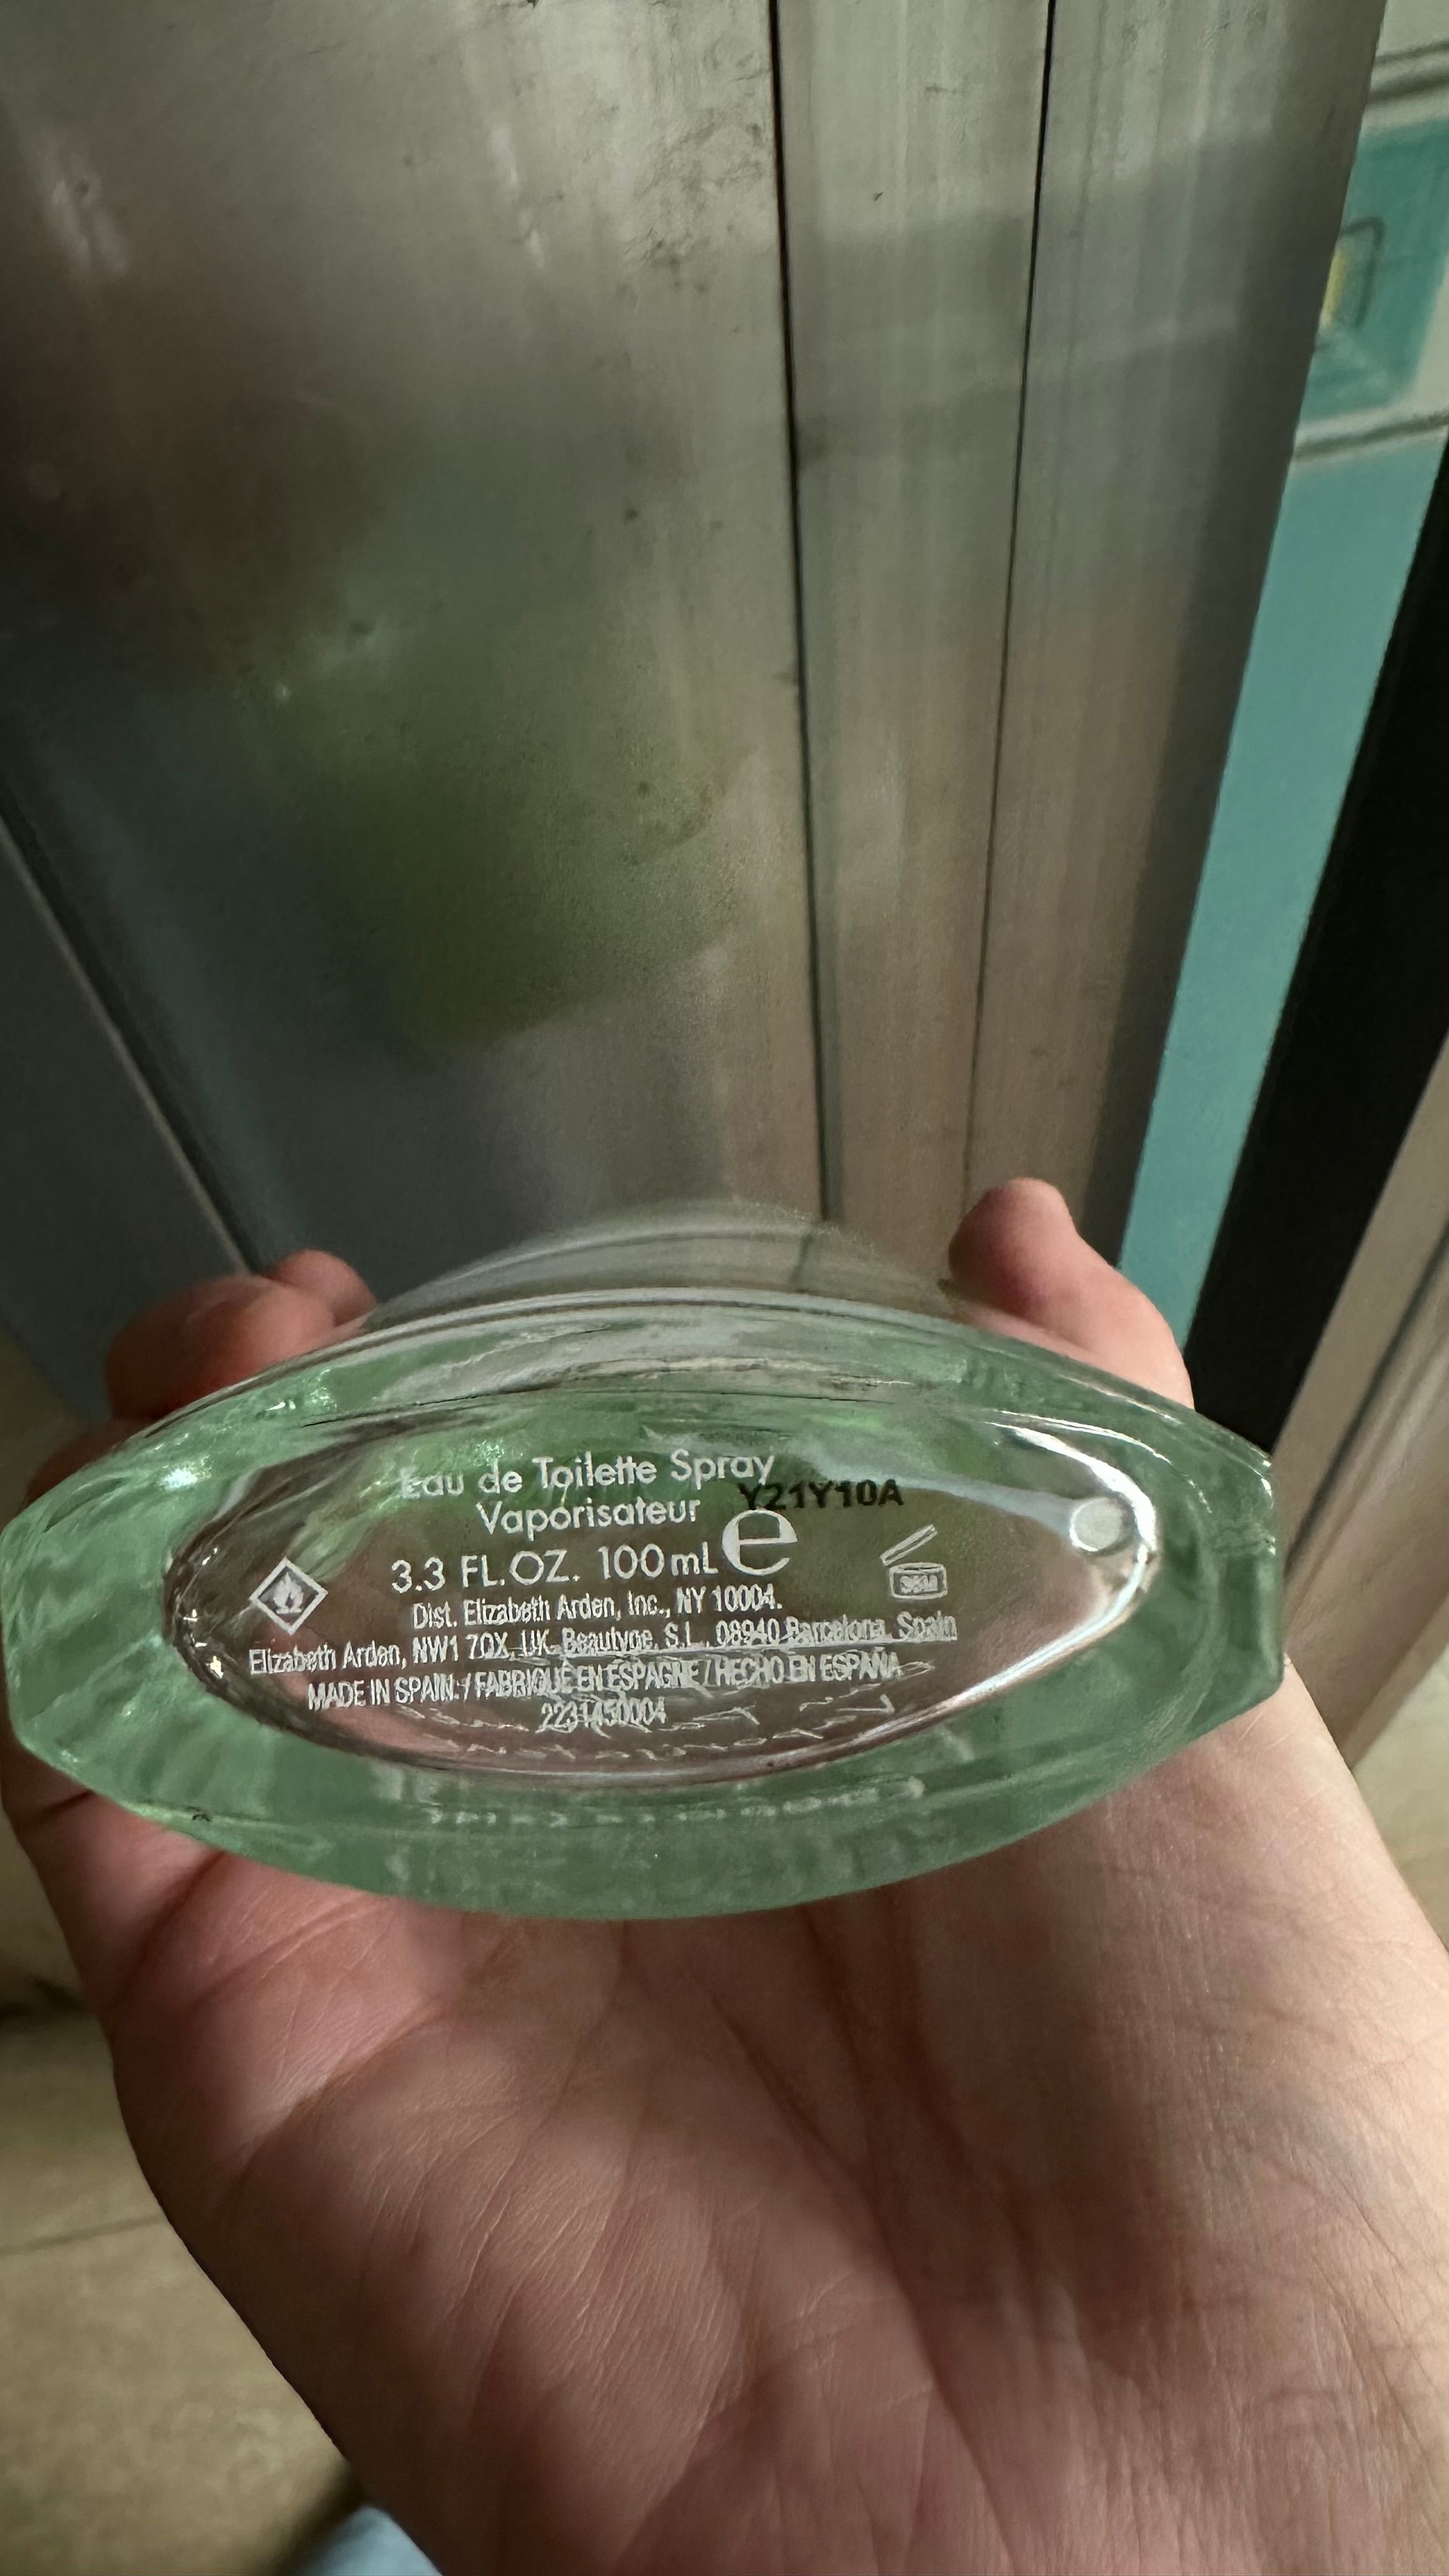 Eau de Toilette Spray
Vaporisateur Y21Y10A
3.3 FL.OZ. 100mL e
36M
Dist. Elizabeth Arden, Inc., NY 10004.
Elizabeth Arden, NW1 7QX, UK. Beautyge, S.L., 08940 Barcelona, Spain
MADE IN SPAIN. / FABRIQUÉ EN ESPAGNE / HECHO EN ESPAÑA
2231450004